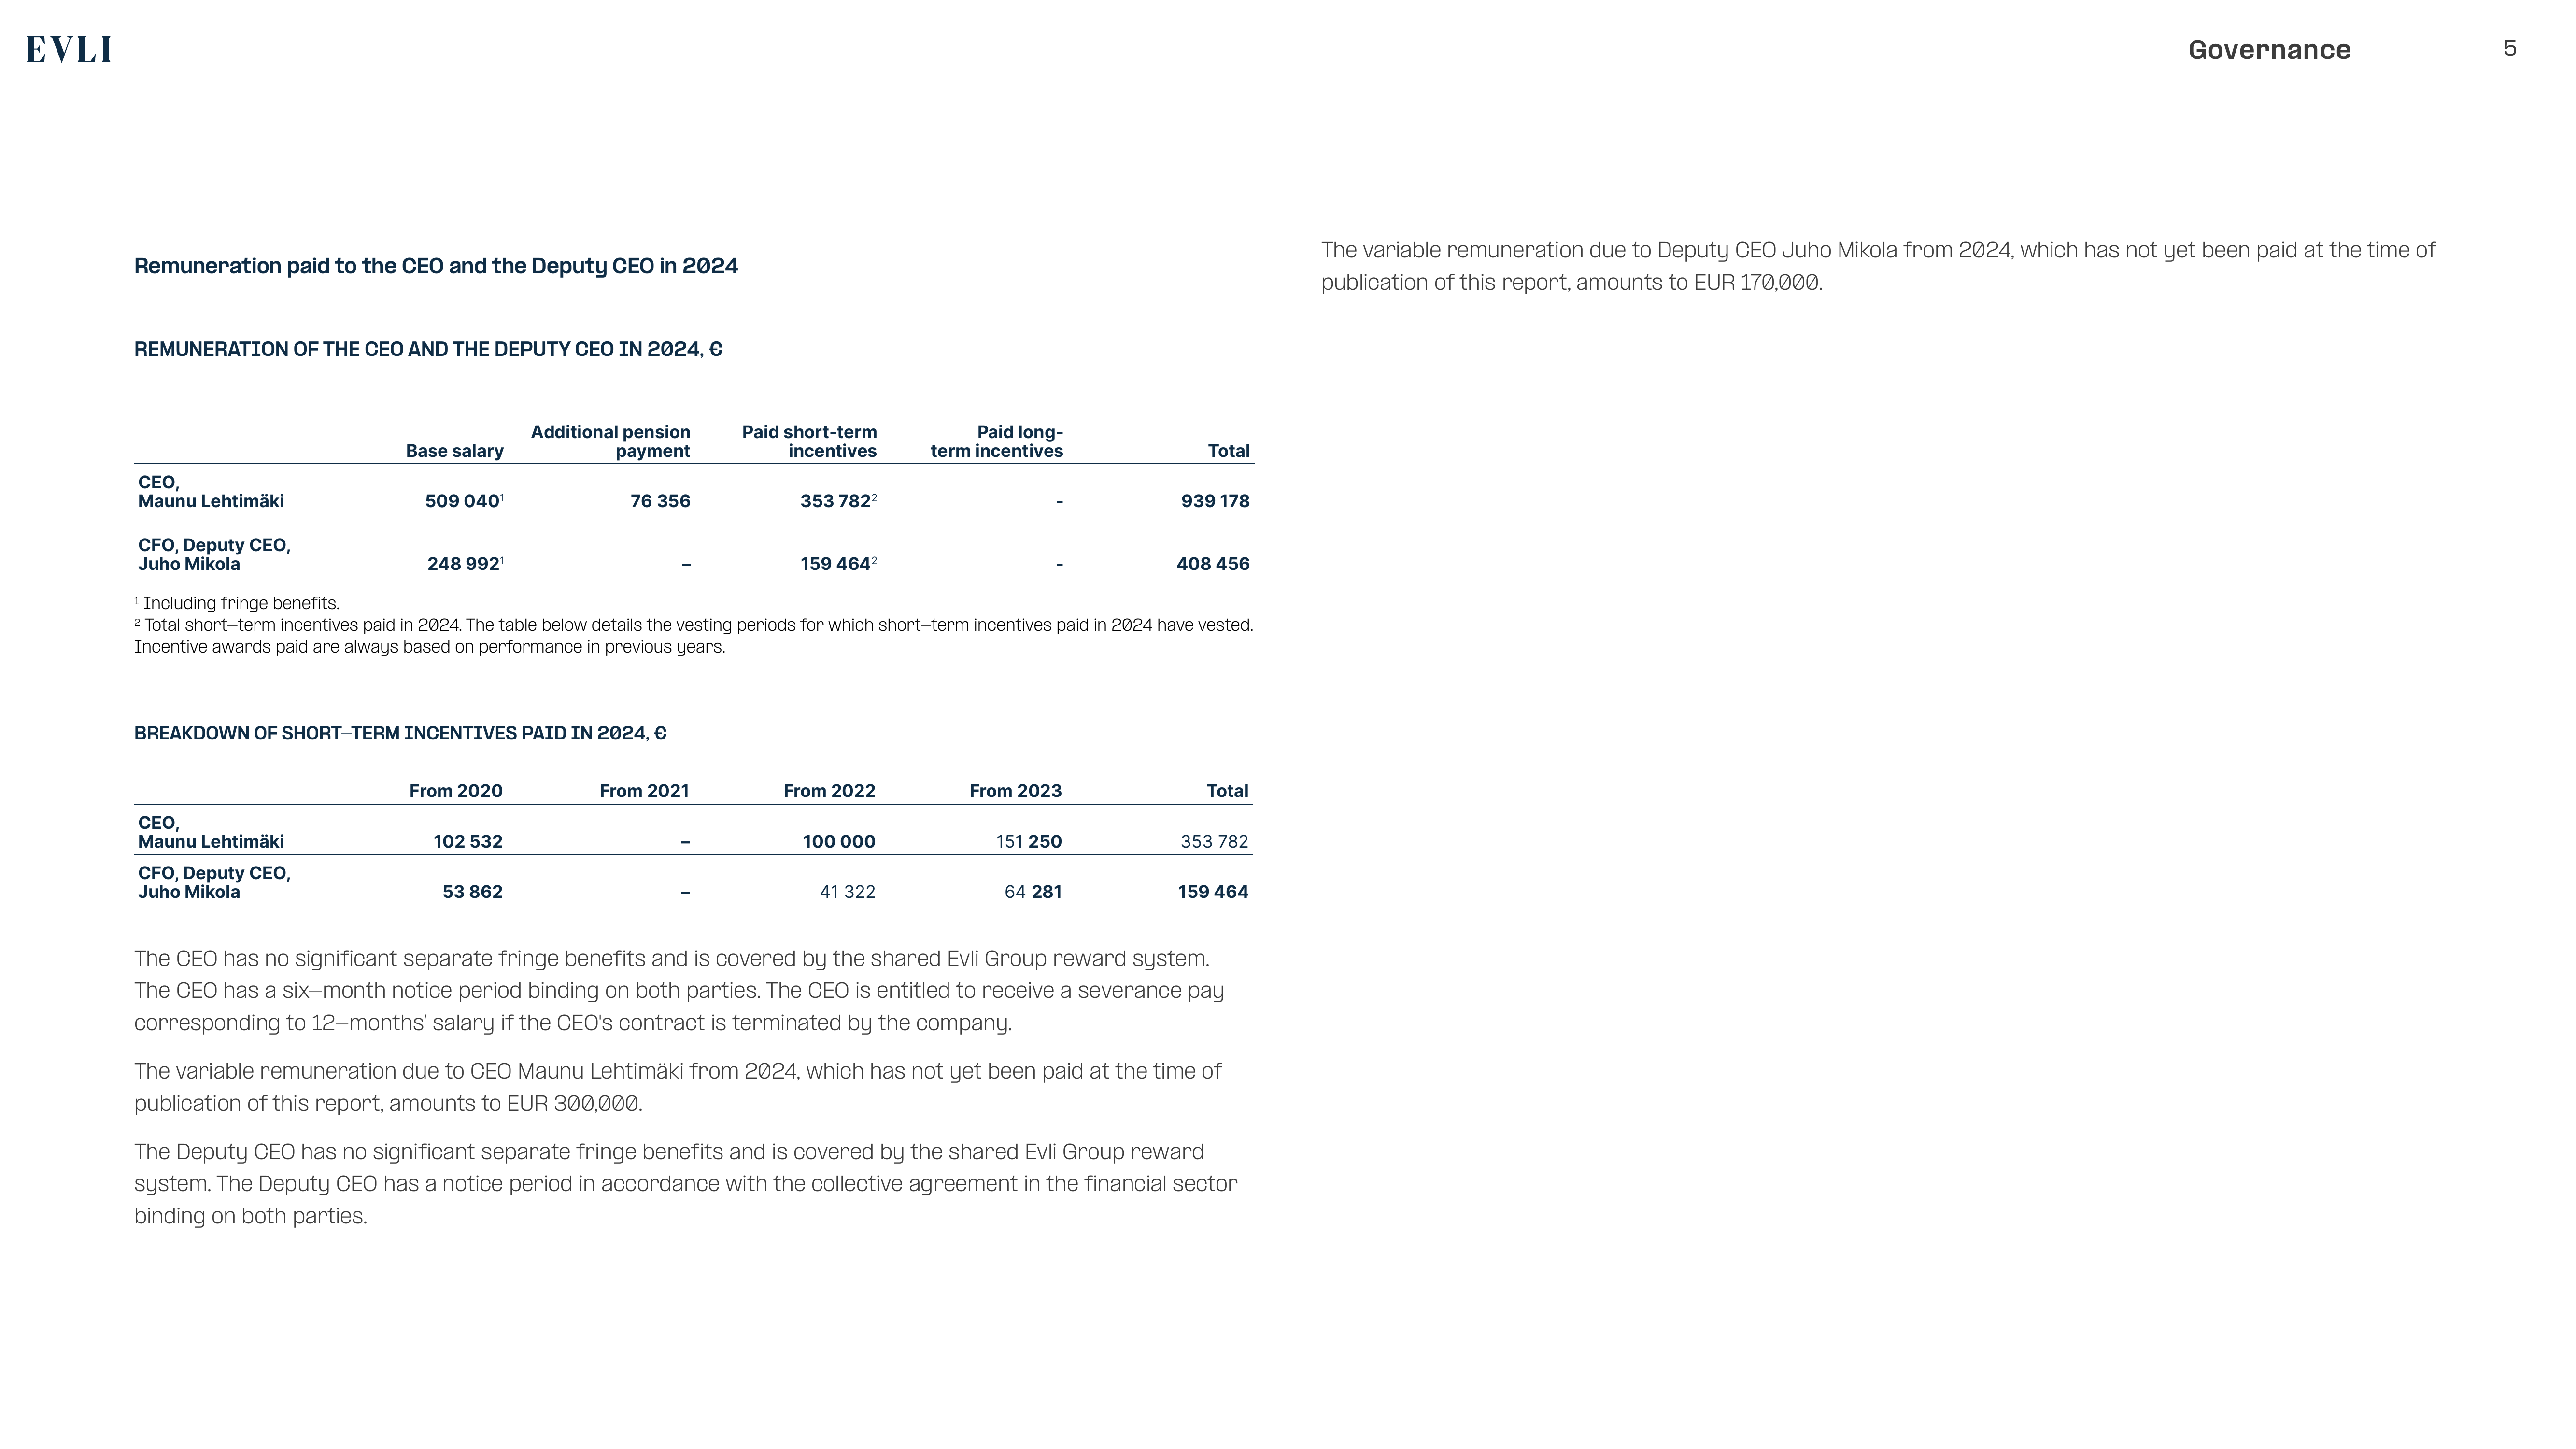 EVLI
Governance
5
Remuneration paid to the CEO and the Deputy CEO in 2024
REMUNERATION OF THE CEO AND THE DEPUTY CEO IN 2024, €
Base salary Additional pension payment Paid short-term incentives Paid long-term incentives Total
CEO,
Maunu Lehtimäki 509 040¹ 76 356 353 782² - 939 178
CFO, Deputy CEO,
Juho Mikola 248 992¹ – 159 464² - 408 456
¹ Including fringe benefits.
² Total short–term incentives paid in 2024. The table below details the vesting periods for which short–term incentives paid in 2024 have vested.
Incentive awards paid are always based on performance in previous years.
BREAKDOWN OF SHORT–TERM INCENTIVES PAID IN 2024, €
From 2020 From 2021 From 2022 From 2023 Total
CEO,
Maunu Lehtimäki 102 532 – 100 000 151 250 353 782
CFO, Deputy CEO,
Juho Mikola 53 862 – 41 322 64 281 159 464
The CEO has no significant separate fringe benefits and is covered by the shared Evli Group reward system.
The CEO has a six–month notice period binding on both parties. The CEO is entitled to receive a severance pay
corresponding to 12–months' salary if the CEO's contract is terminated by the company.
The variable remuneration due to CEO Maunu Lehtimäki from 2024, which has not yet been paid at the time of
publication of this report, amounts to EUR 300,000.
The Deputy CEO has no significant separate fringe benefits and is covered by the shared Evli Group reward
system. The Deputy CEO has a notice period in accordance with the collective agreement in the financial sector
binding on both parties.
The variable remuneration due to Deputy CEO Juho Mikola from 2024, which has not yet been paid at the time of
publication of this report, amounts to EUR 170,000.